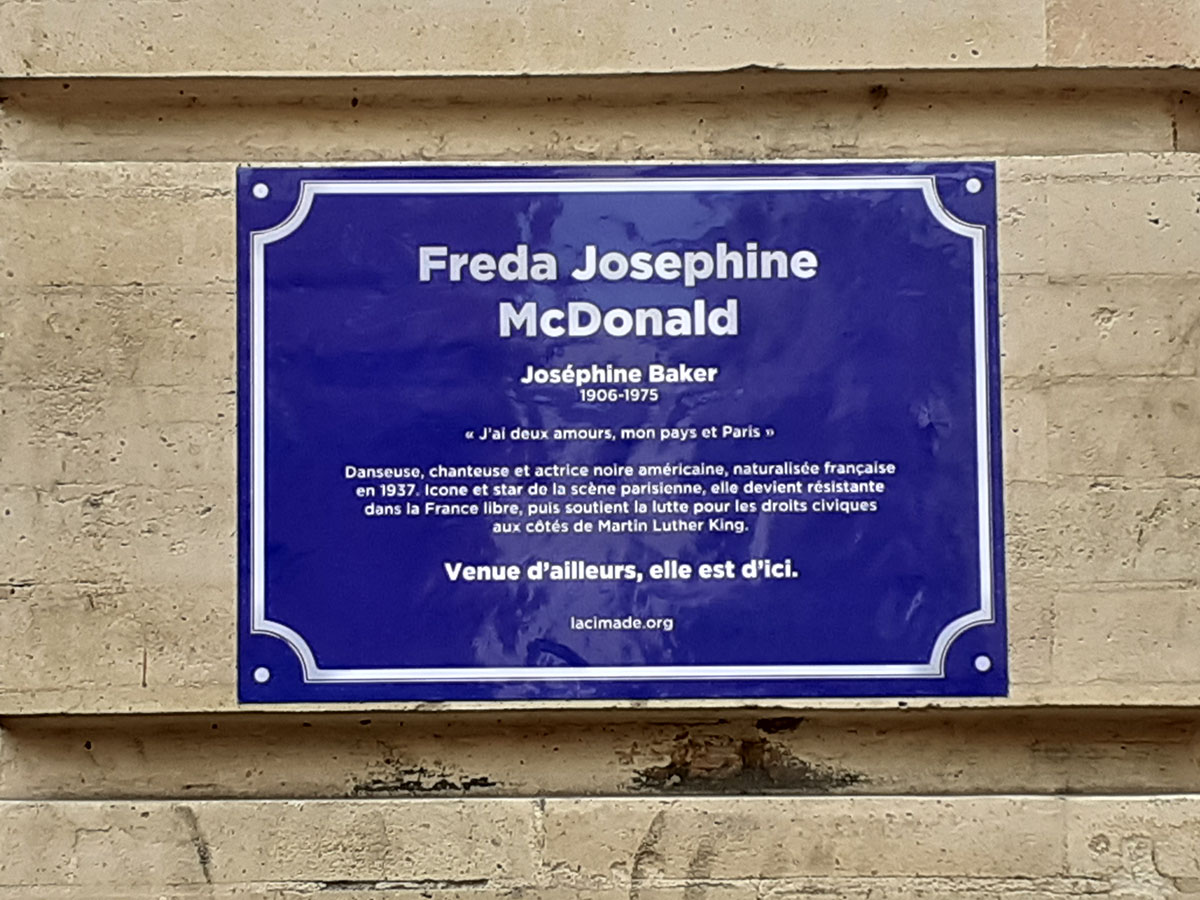 Freda Josephine
McDonald
Joséphine Baker
1906-1975
« J'ai deux amours, mon pays et Paris »
Danseuse, chanteuse et actrice noire américaine, naturalisée française
en 1937. Icone et star de la scène parisienne, elle devient résistante
dans la France libre, puis soutient la lutte pour les droits civiques
aux côtés de Martin Luther King.
Venue d'ailleurs, elle est d'ici.
lacimade.org